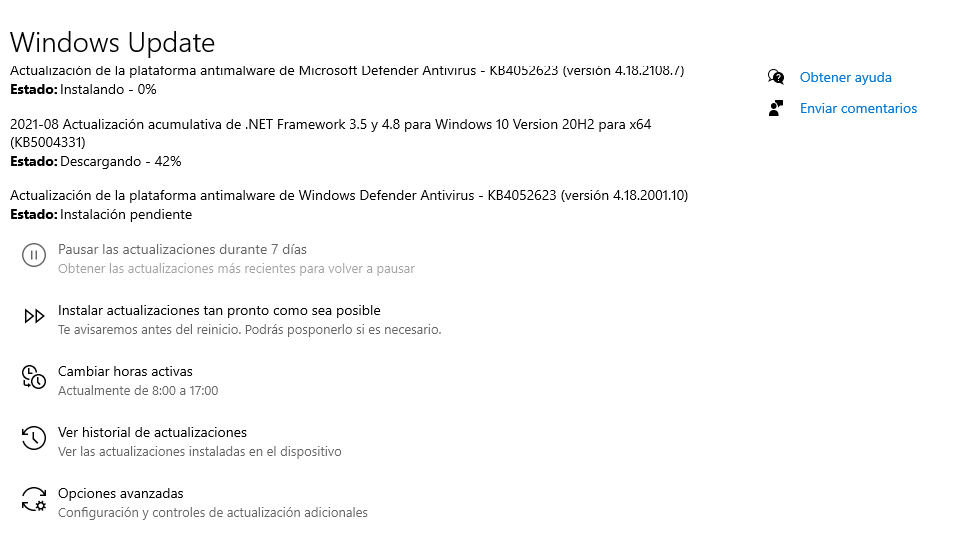 Windows Update
Actualización de la plataforma antimalware de Microsoft Defender Antivirus - KB4052623 (versión 4.18.2108.7)
Estado: Instalando - 0%
Obtener ayuda
Enviar comentarios
2021-08 Actualización acumulativa de .NET Framework 3.5 y 4.8 para Windows 10 Version 20H2 para x64
(KB5004331)
Estado: Descargando - 42%
Actualización de la plataforma antimalware de Windows Defender Antivirus - KB4052623 (versión 4.18.2001.10)
Estado: Instalación pendiente
Pausar las actualizaciones durante 7 días
Obtener las actualizaciones más recientes para volver a pausar
Instalar actualizaciones tan pronto como sea posible
Te avisaremos antes del reinicio. Podrás posponerlo si es necesario.
Cambiar horas activas
Actualmente de 8:00 a 17:00
Ver historial de actualizaciones
Ver las actualizaciones instaladas en el dispositivo
Opciones avanzadas
Configuración y controles de actualización adicionales